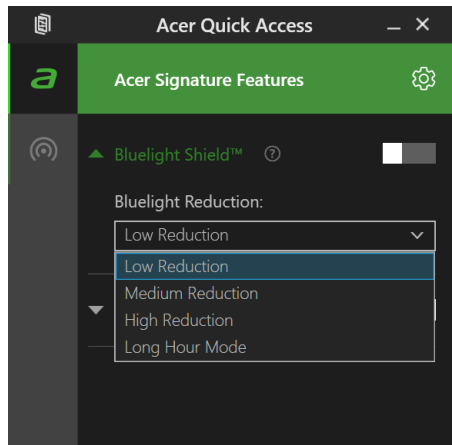 Acer Quick Access
a
Acer Signature Features
Bluelight Shield™ ?
Bluelight Reduction:
Low Reduction
Low Reduction
Medium Reduction
High Reduction
Long Hour Mode